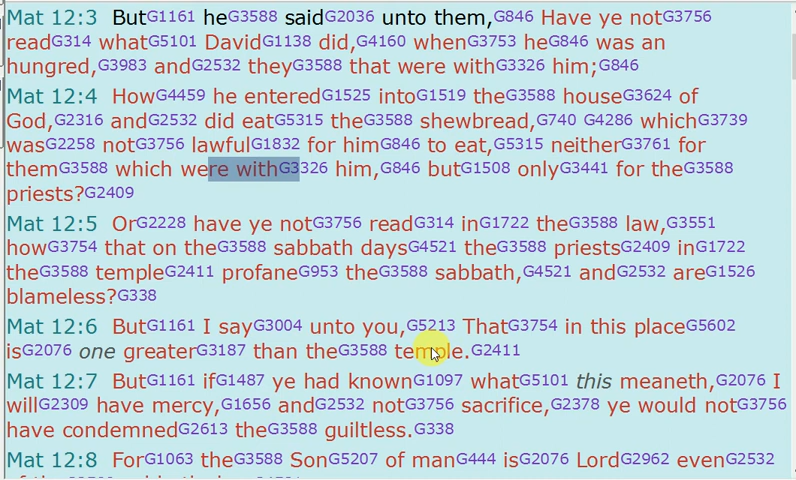 Mat 12:3 ButG1161 heG3588 saidG2036 unto them,G846 Have ye notG3756
readG314 whatG5101 DavidG1138 did,G4160 whenG3753 heG846 was an
hungred,G3983 andG2532 theyG3588 that were withG3326 him;G846
Mat 12:4 HowG4459 he enteredG1525 intoG1519 theG3588 houseG3624 of
God,G2316 andG2532 did eatG5315 theG3588 shewbread,G740 G4286 whichG3739
wasG2258 notG3756 lawfulG1832 for himG846 to eat,G5315 neitherG3761 for
themG3588 which were withG3326 him,G846 butG1508 onlyG3441 for theG3588
priests?G2409
Mat 12:5 OrG2228 have ye notG3756 readG314 inG1722 theG3588 law,G3551
howG3754 that on theG3588 sabbath daysG4521 theG3588 priestsG2409 inG1722
theG3588 templeG2411 profaneG953 theG3588 sabbath,G4521 andG2532 areG1526
blameless?G338
Mat 12:6 ButG1161 I sayG3004 unto you,G5213 ThatG3754 in this placeG5602
isG2076 one greaterG3187 than theG3588 temple.G2411
Mat 12:7 ButG1161 ifG1487 ye had knownG1097 whatG5101 this meaneth,G2076 I
willG2309 have mercy,G1656 andG2532 notG3756 sacrifice,G2378 ye would notG3756
have condemnedG2613 theG3588 guiltless.G338
Mat 12:8 ForG1063 theG3588 SonG5207 of manG444 isG2076 LordG2962 evenG2532